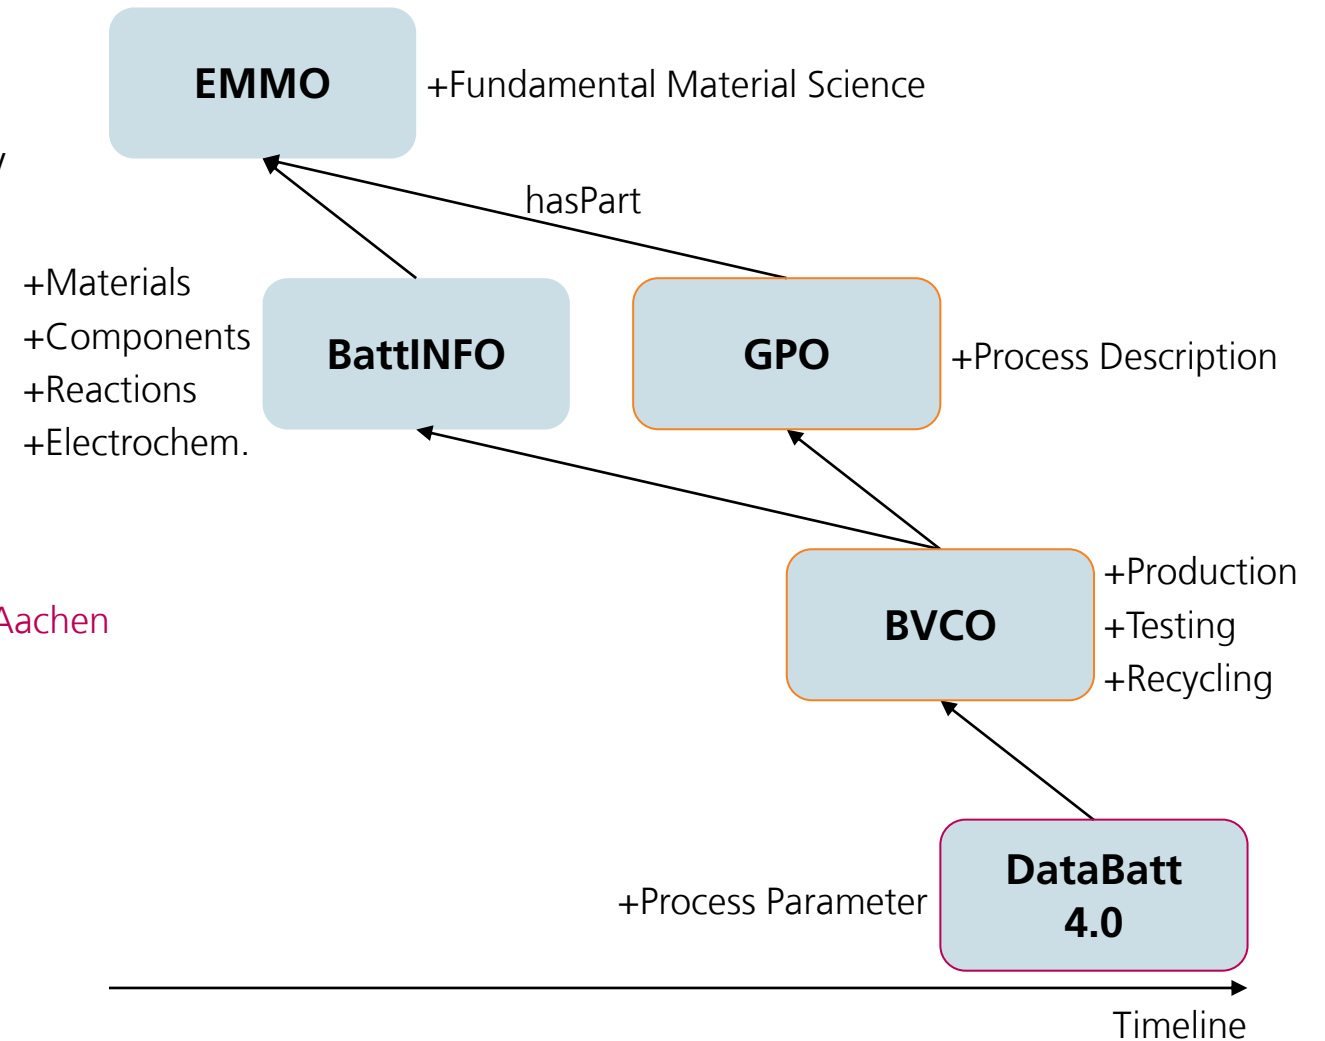 EMMO
+Fundamental Material Science
hasPart
+Materials
+Components
+Reactions
+Electrochem.
BattINFO
GPO
+Process Description
Aachen
BVCO
+Production
+Testing
+Recycling
+Process Parameter
DataBatt
4.0
Timeline